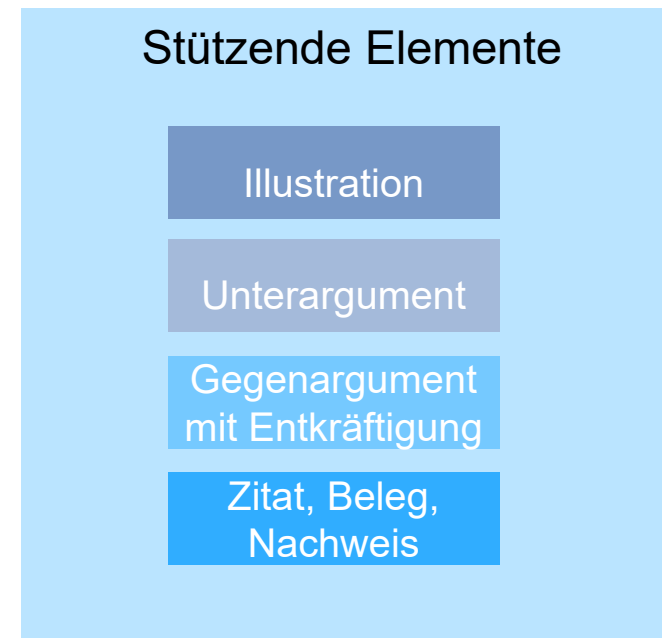 Stützende Elemente
Illustration
Unterargument
Gegenargument
mit Entkräftigung
Zitat, Beleg,
Nachweis